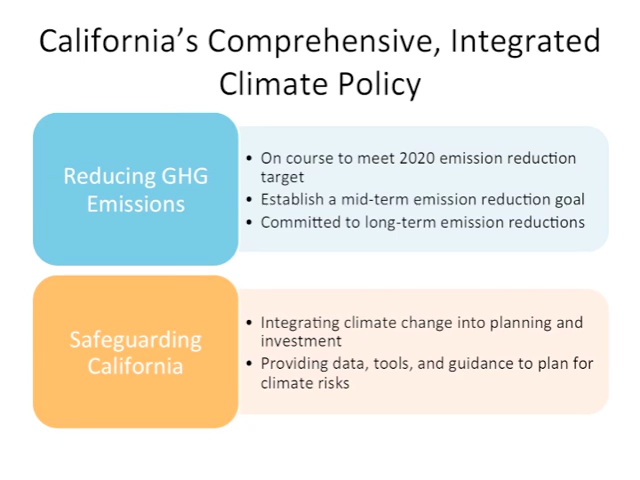 California's Comprehensive, Integrated
Climate Policy
Reducing GHG
Emissions
• On course to meet 2020 emission reduction
target
• Establish a mid-term emission reduction goal
• Committed to long-term emission reductions
Safeguarding
California
• Integrating climate change into planning and
investment
• Providing data, tools, and guidance to plan for
climate risks